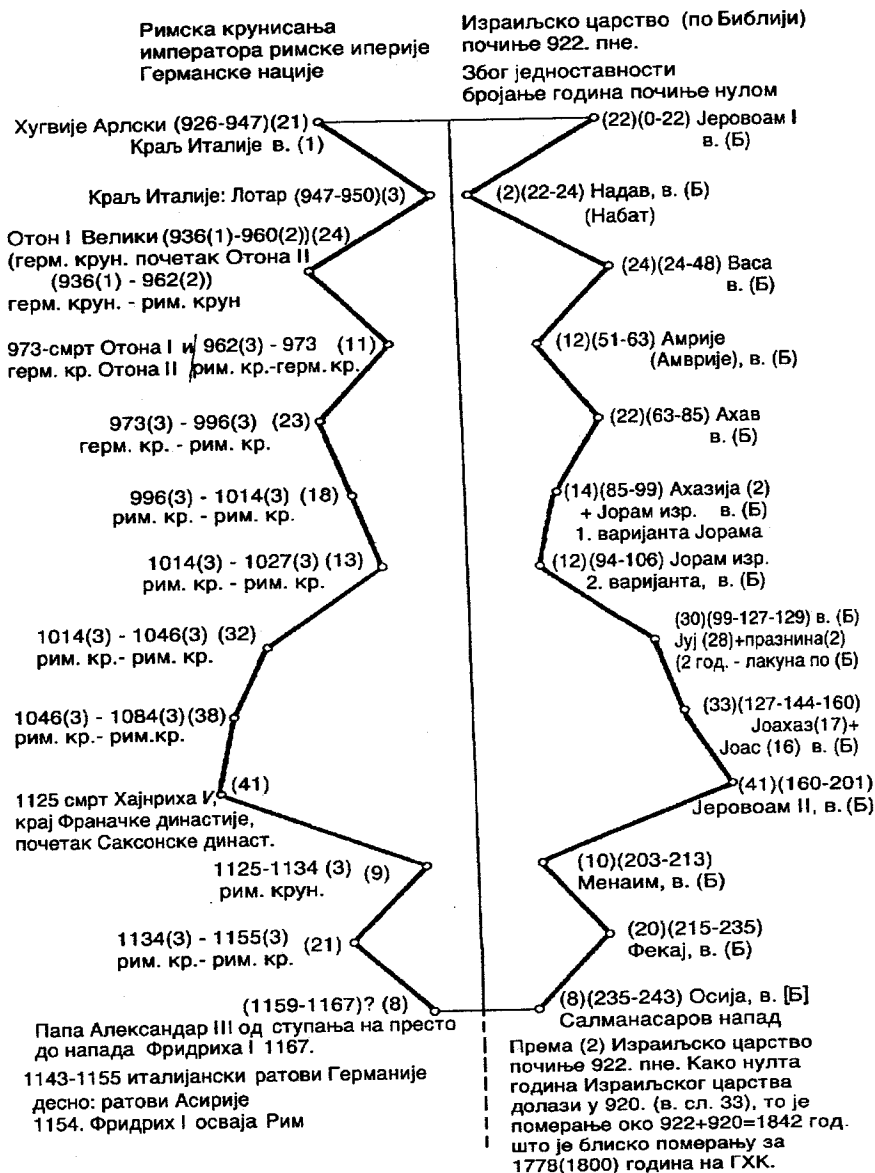 Римска крунисања
императора римске иперије
Германске нације
Израиљско царство (по Библији)
почиње 922. пне.
Због једноставности
бројање година почиње нулом
Хугвије Арлски (926-947)(21)
Краљ Италије в. (1)
(22)(0-22) Јеровоам I
в. (Б)
Краљ Италије: Лотар (947-950)(3)
(2)(22-24) Надав, в. (Б)
(Набат)
Отон I Велики (936(1)-960(2))(24)
(герм. крун. почетак Отона II
(936(1) - 962(2))
герм. крун. - рим. крун
(24)(24-48) Васа
в. (Б)
973-смрт Отона I и 962(3) - 973 (11)
герм. кр. Отона II рим. кр.-герм. кр.
(12)(51-63) Амрије
(Амврије), в. (Б)
973(3) - 996(3) (23)
герм. кр. - рим. кр.
(22)(63-85) Ахав
в. (Б)
996(3) - 1014(3) (18)
рим. кр. - рим. кр.
(14)(85-99) Ахазија (2)
+ Јорам изр. в. (Б)
1. варијанта Јорама
1014(3) - 1027(3) (13)
рим. кр. - рим. кр.
(12)(94-106) Јорам изр.
2. варијанта, в. (Б)
1014(3) - 1046(3) (32)
рим. кр.- рим. кр.
(30)(99-127-129) в. (Б)
Јуј (28)+празнина(2)
(2 год. - лакуна по (Б)
1046(3) - 1084(3)(38)
рим. кр.- рим.кр.
(33)(127-144-160)
Јоахаз(17)+
Јоас (16) в. (Б)
(41)
1125 смрт Хајнриха V,
крај Франачке династије,
почетак Саксонске династ.
(41)(160-201)
Јеровоам II, в. (Б)
1125-1134 (3) (9)
рим. крун.
(10)(203-213)
Менаим, в. (Б)
1134(3) - 1155(3) (21)
рим. кр.- рим. кр.
(20)(215-235)
Фекај, в. (Б)
(1159-1167)? (8)
Папа Александар III од ступања на престо
до напада Фридриха I 1167.
1143-1155 италијански ратови Германије
десно: ратови Асирије
1154. Фридрих I осваја Рим
(8)(235-243) Осија, в. [Б]
Салманасаров напад
Према (2) Израиљско царство
почиње 922. пне. Како нулта
година Израиљског царства
долази у 920. (в. сл. 33), то је
померање око 922+920=1842 год.
што је блиско померању за
1778(1800) година на ГХК.